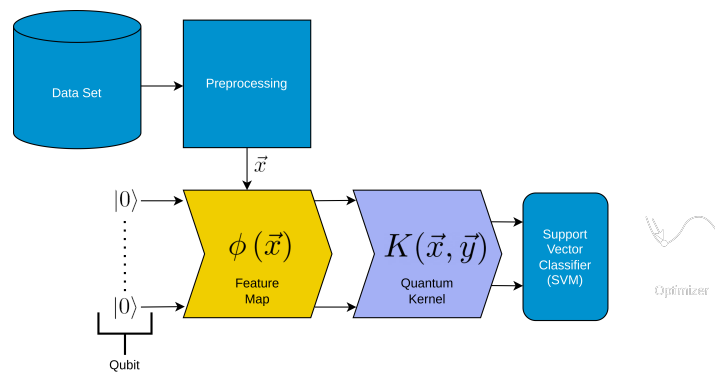 Data Set
Preprocessing
x⃗
|0⟩
ϕ(x⃗)
Feature
Map
K(x⃗, y⃗)
Quantum
Kernel
Support
Vector
Classifier
(SVM)
Optimizer
|0⟩
Qubit